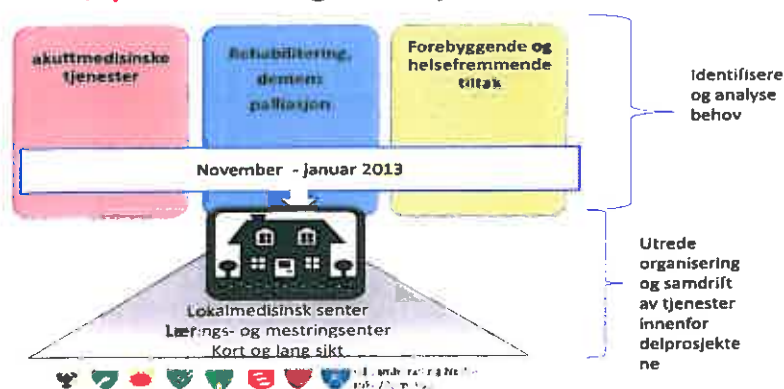 akuttmedisinske
tjenester
Rehabilitering,
demens
palliasjon
Forebyggende og
helsefremmende
tiltak
Identifisere
og analyse
behov
November - januar 2013
Utrede
organisering
og samdrift
av tjenester
innenfor
delprosjekte
ne
Lokalmedisinsk senter
Lærings- og mestringsenter
Kort og lang sikt